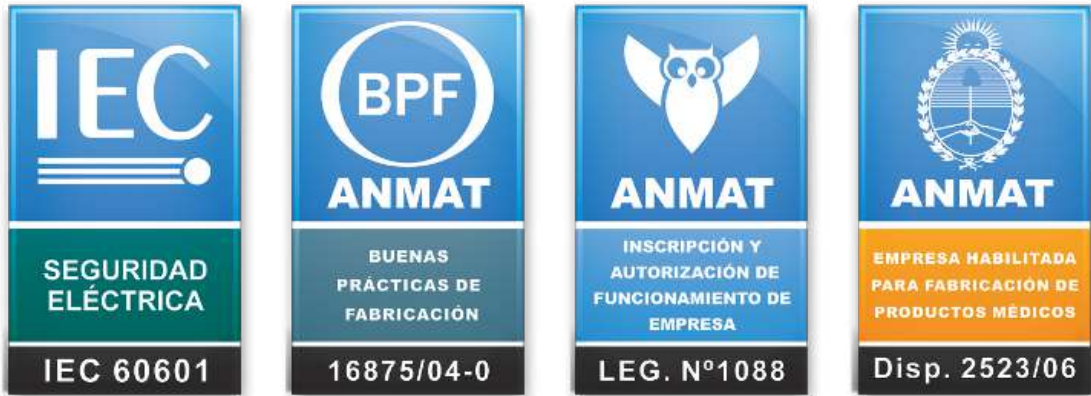 IEC
SEGURIDAD
ELÉCTRICA
IEC 60601
BPF
ANMAT
BUENAS
PRÁCTICAS DE
FABRICACIÓN
16875/04-0
ANMAT
INSCRIPCIÓN Y
AUTORIZACIÓN DE
FUNCIONAMIENTO DE
EMPRESA
LEG. Nº1088
ANMAT
EMPRESA HABILITADA
PARA FABRICACIÓN DE
PRODUCTOS MÉDICOS
Disp. 2523/06